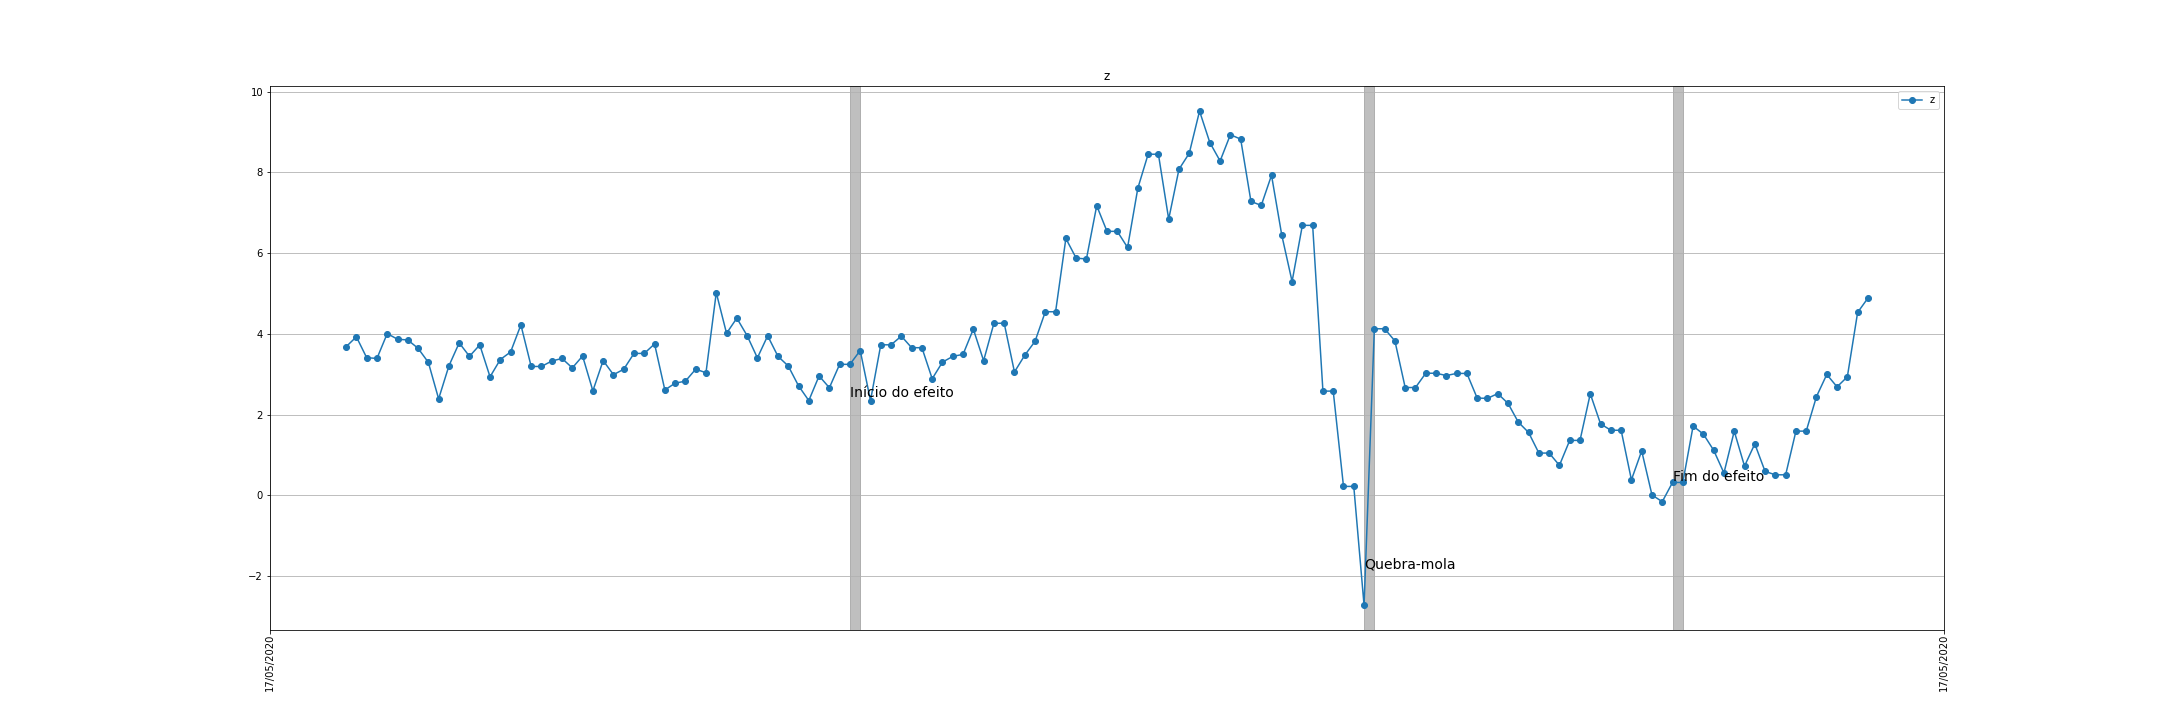 z
10
z
8
6
4
Início do efeito
2
Fim do efeito
0
Quebra-mola
−2
17/05/2020
17/05/2020